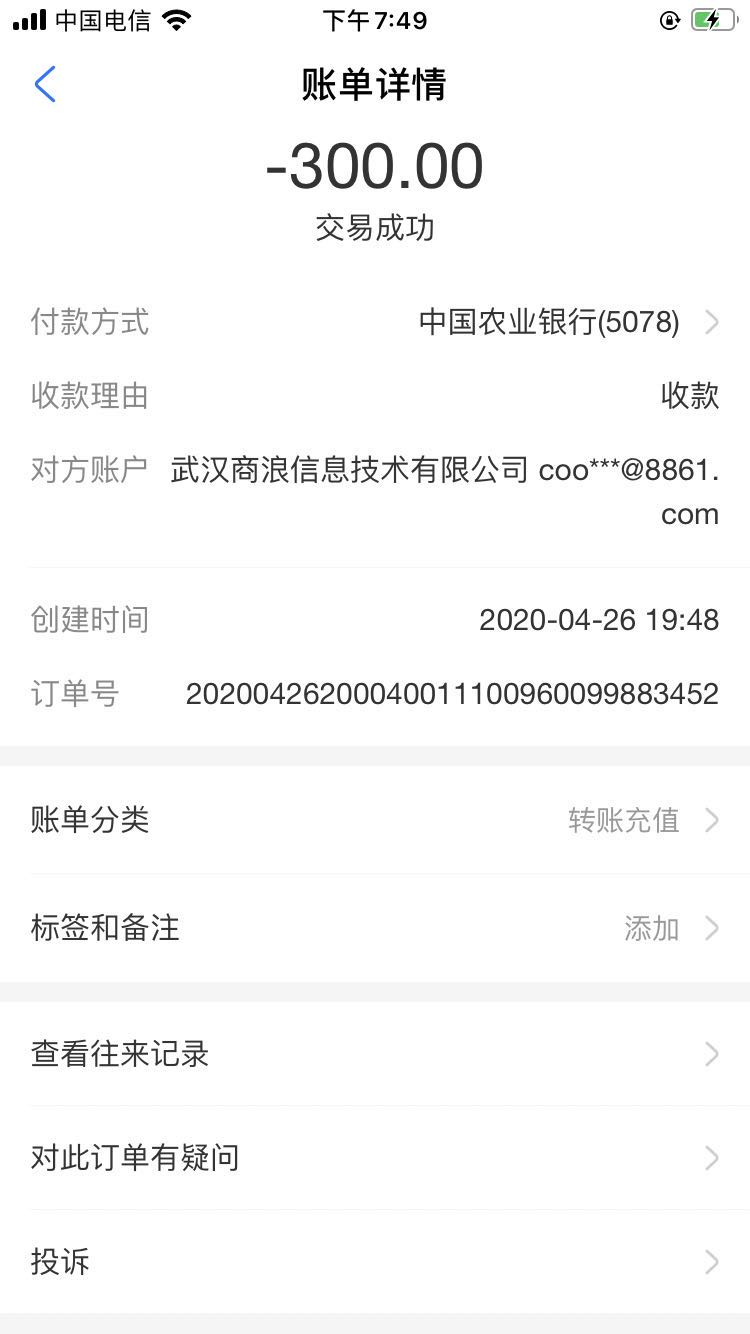 中国电信 下午7:49
账单详情
-300.00
交易成功
付款方式 中国农业银行(5078)
收款理由 收款
对方账户 武汉商浪信息技术有限公司 coo***@8861.
com
创建时间 2020-04-26 19:48
订单号 20200426200040011100960099883452
账单分类 转账充值
标签和备注 添加
查看往来记录
对此订单有疑问
投诉